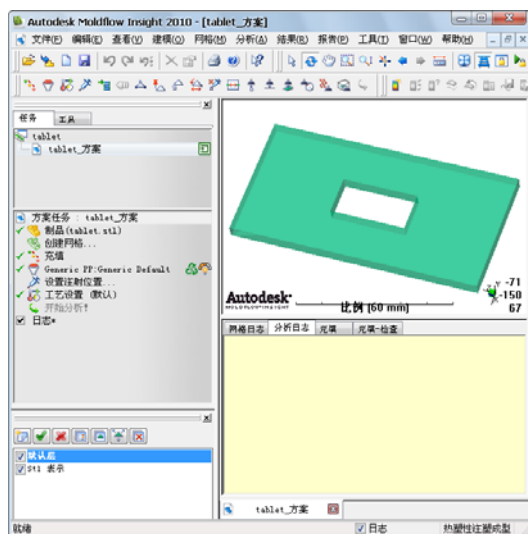 Autodesk Moldflow Insight 2010 - [tablet_方案]
文件(F) 编辑(E) 查看(V) 建模(O) 网格(M) 分析(A) 结果(R) 报告(P) 工具(T) 窗口(W) 帮助(H)
任务 工具
tablet
tablet_方案
方案任务 : tablet_方案
制品(tablet.stl)
创建网格...
充填
Generic PP:Generic Default
设置注射位置...
工艺设置 (默认)
开始分析!
日志*
默认层
Stl 表示
Autodesk
MOLDFLOW INSIGHT
比例 (60 mm)
-71
-150
67
网格日志 分析日志 充填 充填-检查
tablet_方案
就绪
日志 热塑性注塑成型